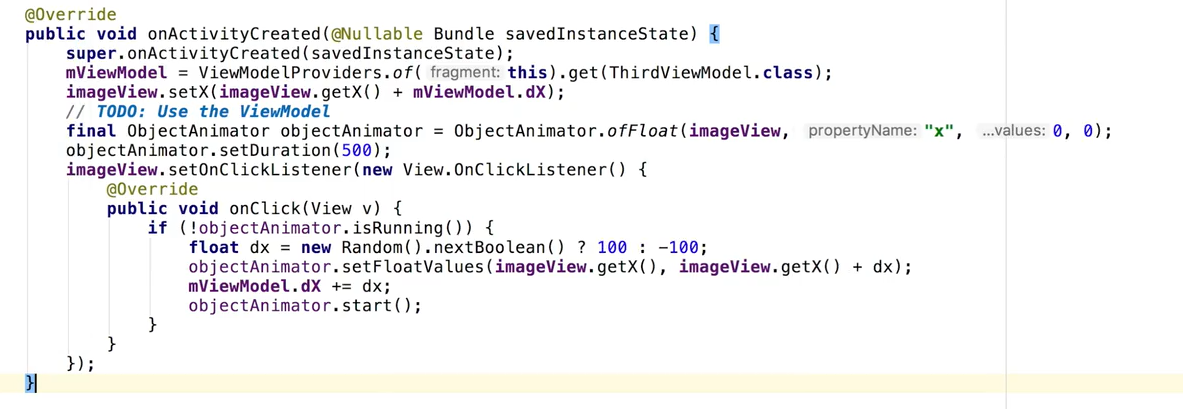 @Override
public void onActivityCreated(@Nullable Bundle savedInstanceState) {
    super.onActivityCreated(savedInstanceState);
    mViewModel = ViewModelProviders.of( fragment: this).get(ThirdViewModel.class);
    imageView.setX(imageView.getX() + mViewModel.dX);
    // TODO: Use the ViewModel
    final ObjectAnimator objectAnimator = ObjectAnimator.ofFloat(imageView, propertyName: "x", ...values: 0, 0);
    objectAnimator.setDuration(500);
    imageView.setOnClickListener(new View.OnClickListener() {
        @Override
        public void onClick(View v) {
            if (!objectAnimator.isRunning()) {
                float dx = new Random().nextBoolean() ? 100 : -100;
                objectAnimator.setFloatValues(imageView.getX(), imageView.getX() + dx);
                mViewModel.dX += dx;
                objectAnimator.start();
            }
        }
    });
}